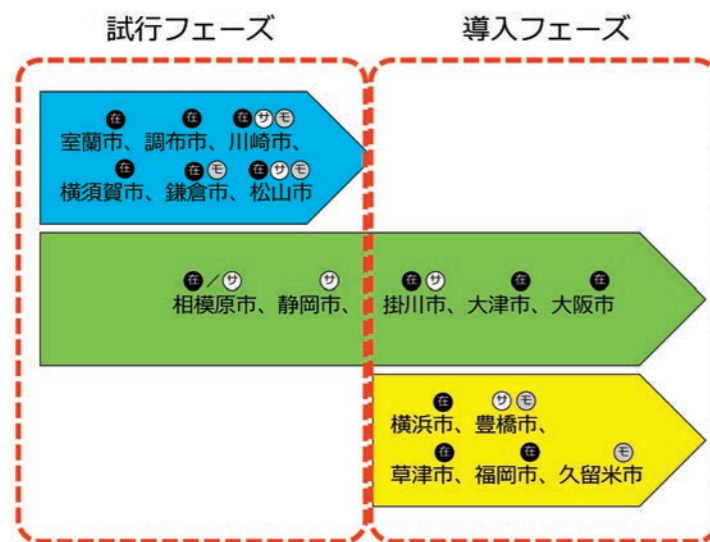 試行フェーズ
導入フェーズ
在 在 在 サ モ
室蘭市、調布市、川崎市、
在 在 モ 在 サ モ
横須賀市、鎌倉市、松山市
在／サ サ 在 サ 在 在
相模原市、静岡市、掛川市、大津市、大阪市
在 サ モ
横浜市、豊橋市、
在 在 モ
草津市、福岡市、久留米市